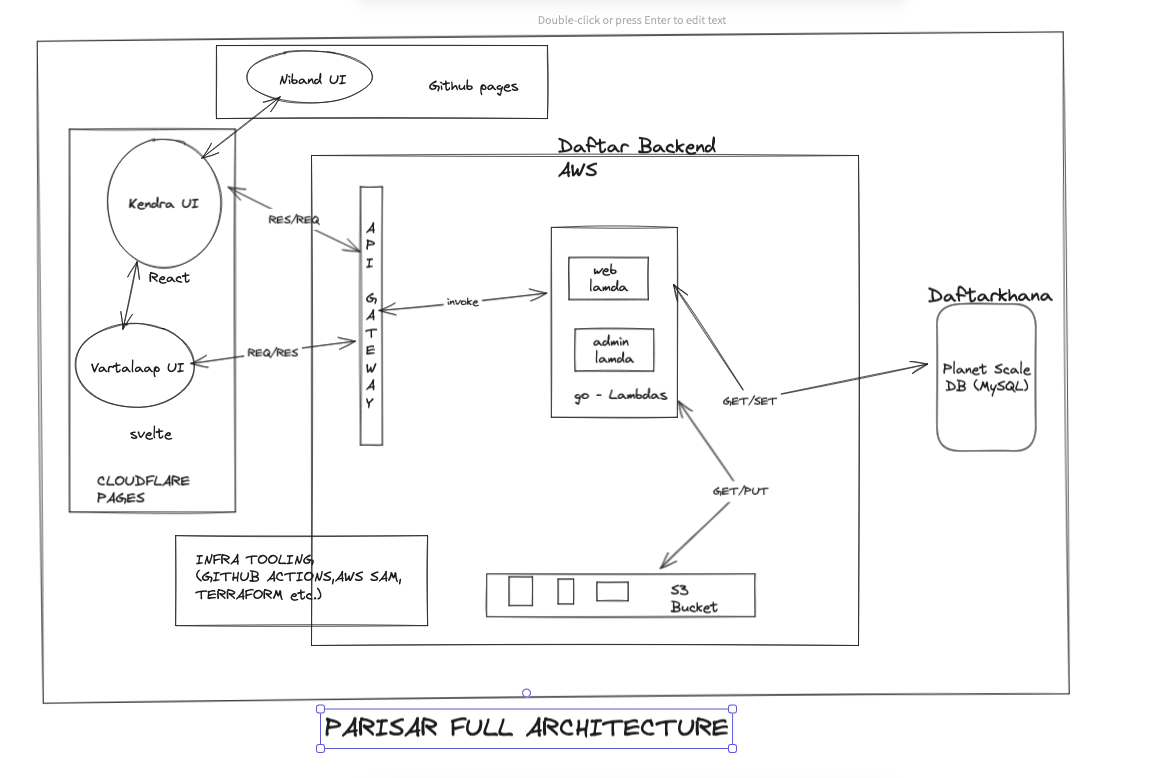 Double-click or press Enter to edit text
Niband UI
Github pages
Kendra UI
React
Vartalaap UI
svelte
CLOUDFLARE
PAGES
RES/REQ
REQ/RES
Daftar Backend
AWS
API GATEWAY
invoke
web
lamda
admin
lamda
go - Lambdas
GET/SET
GET/PUT
Daftarkhana
Planet Scale
DB (MySQL)
INFRA TOOLING
(GITHUB ACTIONS,AWS SAM,
TERRAFORM etc.)
S3
Bucket
PARISAR FULL ARCHITECTURE